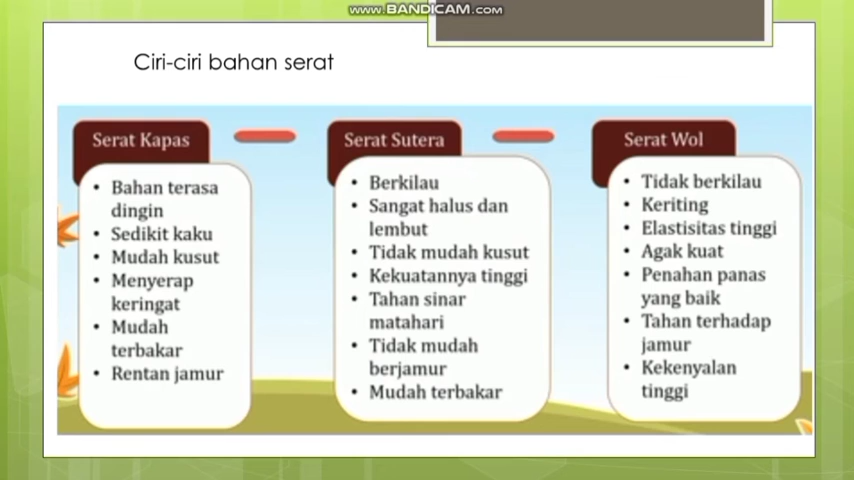 www.BANDICAM.com
Ciri-ciri bahan serat
Serat Kapas
• Bahan terasa
dingin
• Sedikit kaku
• Mudah kusut
• Menyerap
keringat
• Mudah
terbakar
• Rentan jamur
Serat Sutera
• Berkilau
• Sangat halus dan
lembut
• Tidak mudah kusut
• Kekuatannya tinggi
• Tahan sinar
matahari
• Tidak mudah
berjamur
• Mudah terbakar
Serat Wol
• Tidak berkilau
• Keriting
• Elastisitas tinggi
• Agak kuat
• Penahan panas
yang baik
• Tahan terhadap
jamur
• Kekenyalan
tinggi